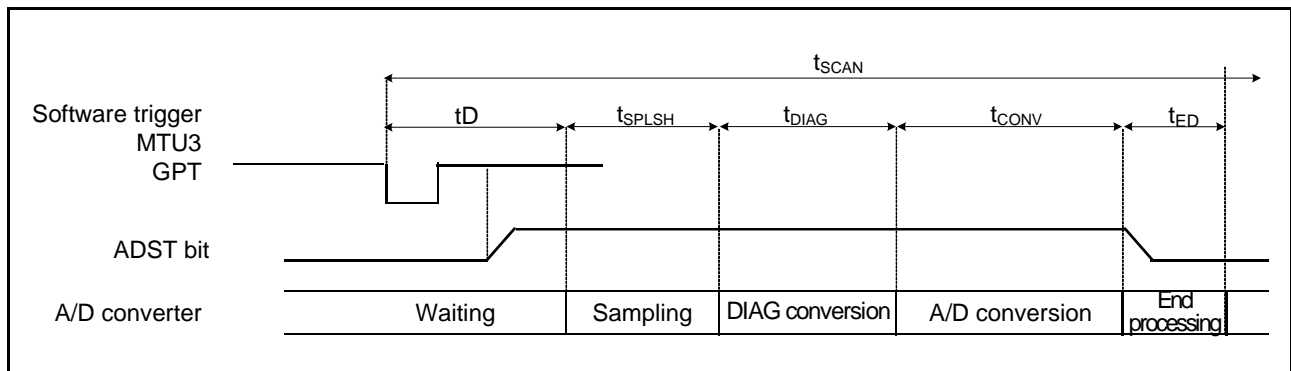 tSCAN
Software trigger
MTU3
GPT
tD
tSPLSH
tDIAG
tCONV
tED
ADST bit
A/D converter
Waiting
Sampling
DIAG conversion
A/D conversion
End
processing